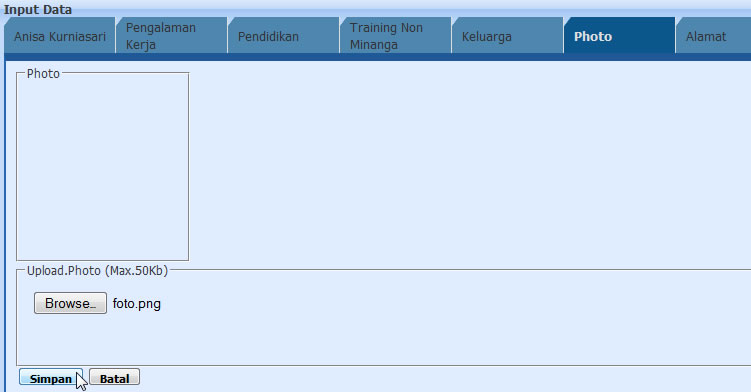 Input Data
Anisa Kurniasari
Pengalaman
Kerja
Pendidikan
Training Non
Minanga
Keluarga
Photo
Alamat
Photo
Upload.Photo (Max.50Kb)
Browse... foto.png
Simpan Batal